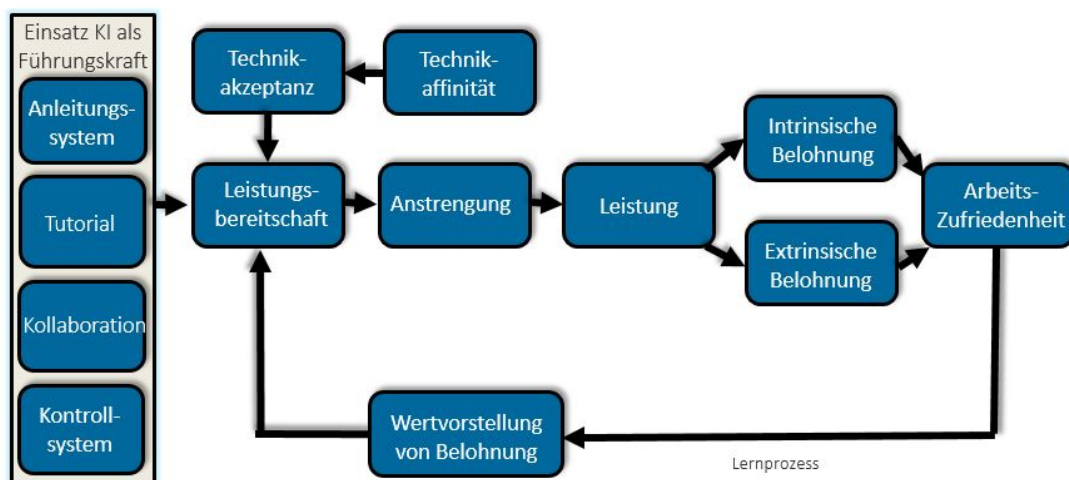 Einsatz KI als
Führungskraft
Anleitungs-
system
Tutorial
Kollaboration
Kontroll-
system
Technik-
akzeptanz
Technik-
affinität
Leistungs-
bereitschaft
Anstrengung
Leistung
Intrinsische
Belohnung
Extrinsische
Belohnung
Arbeits-
Zufriedenheit
Wertvorstellung
von Belohnung
Lernprozess